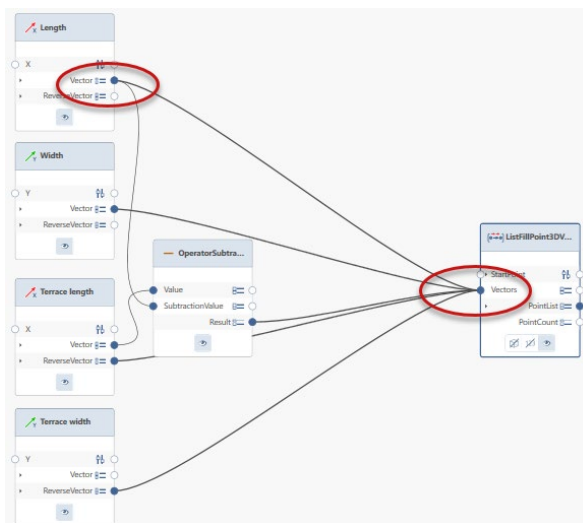 Length
X
Vector
ReverseVector
Width
Y
Vector
ReverseVector
OperatorSubtra...
Value
SubtractionValue
Result
Terrace length
X
Vector
ReverseVector
Terrace width
Y
Vector
ReverseVector
ListFillPoint3DV...
StartPoint
Vectors
PointList
PointCount